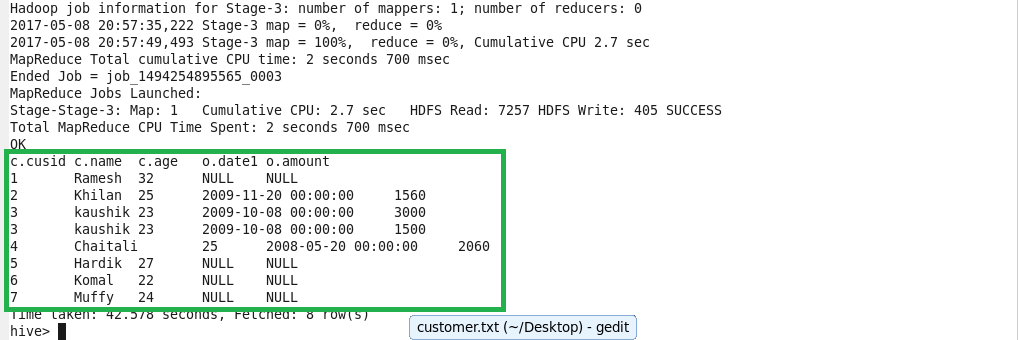 Hadoop job information for Stage-3: number of mappers: 1; number of reducers: 0
2017-05-08 20:57:35,222 Stage-3 map = 0%,  reduce = 0%
2017-05-08 20:57:49,493 Stage-3 map = 100%,  reduce = 0%, Cumulative CPU 2.7 sec
MapReduce Total cumulative CPU time: 2 seconds 700 msec
Ended Job = job_1494254895565_0003
MapReduce Jobs Launched:
Stage-Stage-3: Map: 1   Cumulative CPU: 2.7 sec   HDFS Read: 7257 HDFS Write: 405 SUCCESS
Total MapReduce CPU Time Spent: 2 seconds 700 msec
OK
c.cusid c.name  c.age   o.date1 o.amount
1       Ramesh  32      NULL    NULL
2       Khilan  25      2009-11-20 00:00:00     1560
3       kaushik 23      2009-10-08 00:00:00     3000
3       kaushik 23      2009-10-08 00:00:00     1500
4       Chaitali        25      2008-05-20 00:00:00     2060
5       Hardik  27      NULL    NULL
6       Komal   22      NULL    NULL
7       Muffy   24      NULL    NULL
Time taken: 42.578 seconds, Fetched: 8 row(s)
hive>
customer.txt (~/Desktop) - gedit